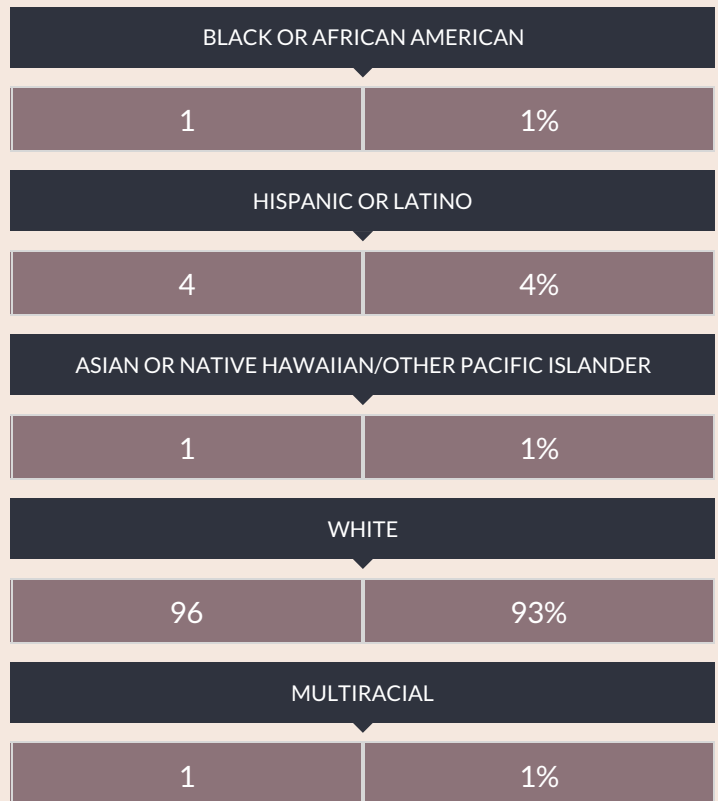 BLACK OR AFRICAN AMERICAN
1 1%
HISPANIC OR LATINO
4 4%
ASIAN OR NATIVE HAWAIIAN/OTHER PACIFIC ISLANDER
1 1%
WHITE
96 93%
MULTIRACIAL
1 1%